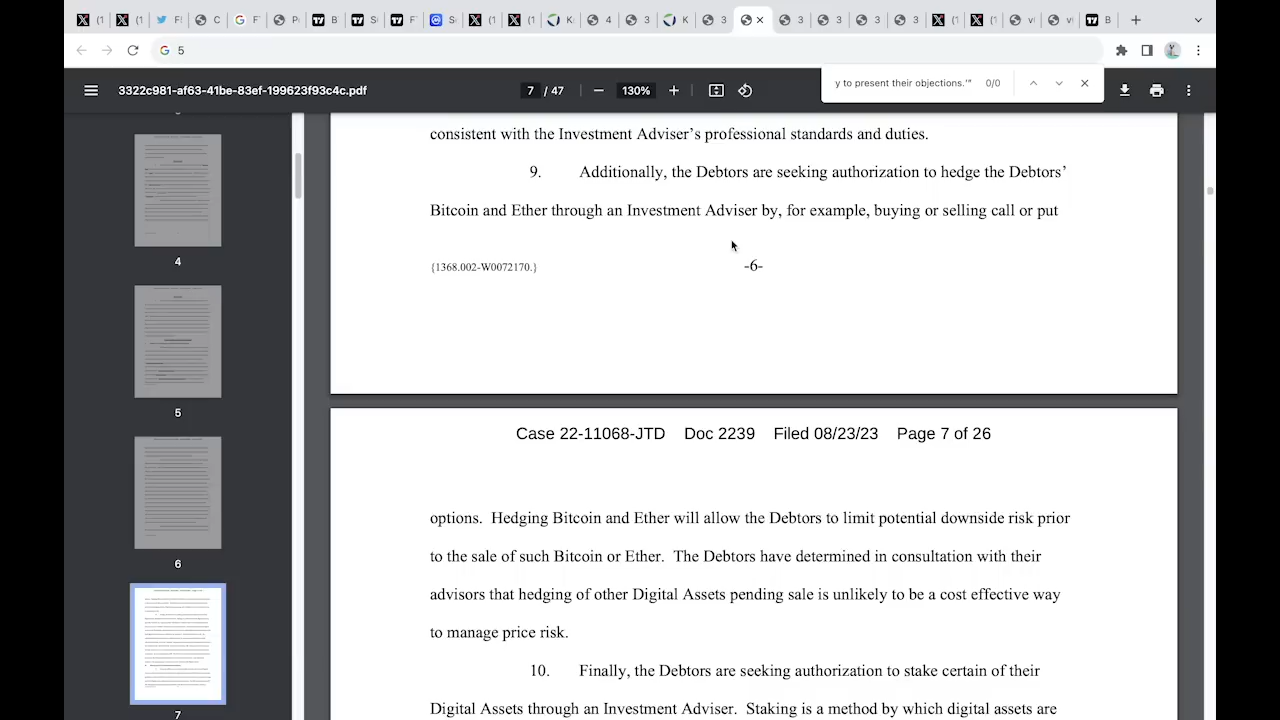 5
3322c9c1-af63-41be-83ef-199623f93c4c.pdf
7 / 47
130%
y to present their objections.'"
0/0
4
5
6
7
consistent with the Investment Adviser's professional standards and duties.
9. Additionally, the Debtors are seeking authorization to hedge the Debtors'
Bitcoin and Ether through an Investment Adviser by, for example, buying or selling call or put
{1368.002-W0072170.}
-6-
Case 22-11068-JTD Doc 2239 Filed 08/23/23 Page 7 of 26
options. Hedging Bitcoin and Ether will allow the Debtors to limit potential downside risk prior
to the sale of such Bitcoin or Ether. The Debtors have determined in consultation with their
advisors that hedging of other Digital Assets pending sale is unlikely to be a cost effective way
to manage price risk.
10. Finally, the Debtors are seeking authorization to stake certain of their
Digital Assets through an Investment Adviser. Staking is a method by which digital assets are